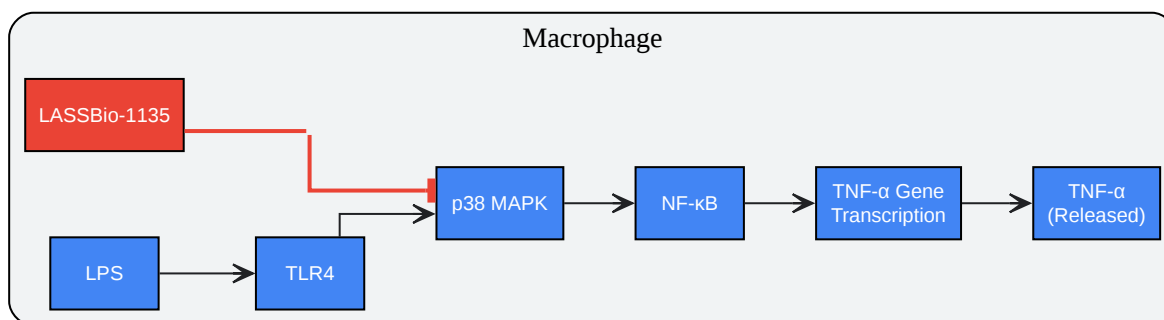 Macrophage
LASSBio-1135
p38 MAPK
NF-κB
TNF-α Gene
Transcription
TNF-α
(Released)
LPS
TLR4